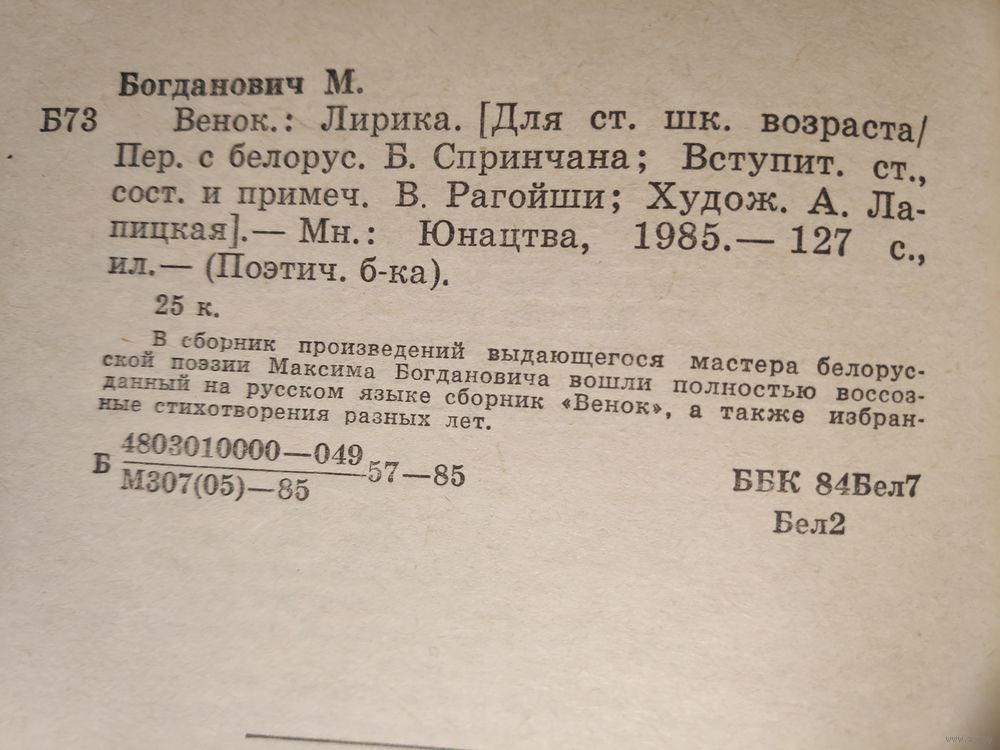 Богданович М.
Б73 Венок.: Лирика. [Для ст. шк. возраста/
Пер. с белорус. Б. Спринчана; Вступит. ст.,
сост. и примеч. В. Рагойши; Худож. А. Ла-
пицкая].— Мн.: Юнацтва, 1985.— 127 с.,
ил.— (Поэтич. б-ка).
25 к.
В сборник произведений выдающегося мастера белорус-
ской поэзии Максима Богдановича вошли полностью воссоз-
данный на русском языке сборник «Венок», а также избран-
ные стихотворения разных лет.
Б 4803010000—049 57—85
М307(05)—85
ББК 84Бел7
Бел2